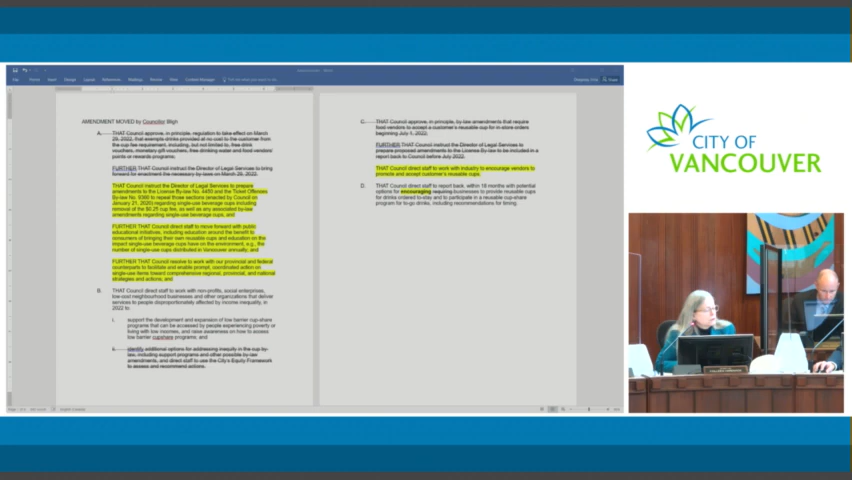 File Home Insert Design Layout References Mailings Review View Content Manager Tell me what you want to do...
Share
AMENDMENT MOVED by Councillor Bligh
A. THAT Council approve, in principle, regulation to take effect on March
29, 2022, that exempts drinks provided at no cost to the customer from
the cup fee requirement, including, but not limited to, free drink
vouchers, monetary gift vouchers, free drinking water and food vendors'
points or rewards programs;
FURTHER THAT Council instruct the Director of Legal Services to bring
forward for enactment the necessary by-laws on March 29, 2022.
THAT Council instruct the Director of Legal Services to prepare
amendments to the Licence By-law No. 4450 and the Ticket Offences
By-law No. 9360 to repeal those sections (enacted by Council on
January 21, 2020) regarding single-use beverage cups including
removal of the $0.25 cup fee, as well as any associated by-law
amendments regarding single-use beverage cups, and
FURTHER THAT Council direct staff to move forward with public
educational initiatives, including education around the benefit to
consumers of bringing their own reusable cups and education on the
impact single-use beverage cups have on the environment, e.g., the
number of single-use cups distributed in Vancouver annually; and
FURTHER THAT Council resolve to work with our provincial and federal
counterparts to facilitate and enable prompt, coordinated action on
single-use items toward comprehensive regional, provincial, and national
strategies and actions; and
B. THAT Council direct staff to work with non-profits, social enterprises,
low-cost neighbourhood businesses and other organizations that deliver
services to people disproportionately affected by income inequality, in
2022 to
i. support the development and expansion of low barrier cup-share
programs that can be accessed by people experiencing poverty or
living with low incomes, and raise awareness on how to access
low barrier cupshare programs; and
ii. Identify additional options for addressing inequity in the cup by-
law, including support programs and other possible by-law
amendments, and direct staff to use the City's Equity Framework
to assess and recommend actions.
C. THAT Council approve, in principle, by-law amendments that require
food vendors to accept a customer's reusable cup for in-store orders
beginning July 1, 2022.
FURTHER THAT Council instruct the Director of Legal Services to
prepare proposed amendments to the Licence By-law to be included in a
report back to Council before July 2022.
THAT Council direct staff to work with industry to encourage vendors to
promote and accept customer's reusable cups.
D. THAT Council direct staff to report back, within 18 months with potential
options for encouraging requiring businesses to provide reusable cups
for drinks ordered to-stay and to participate in a reusable cup-share
program for to-go drinks, including recommendations for timing
CITY OF
VANCOUVER